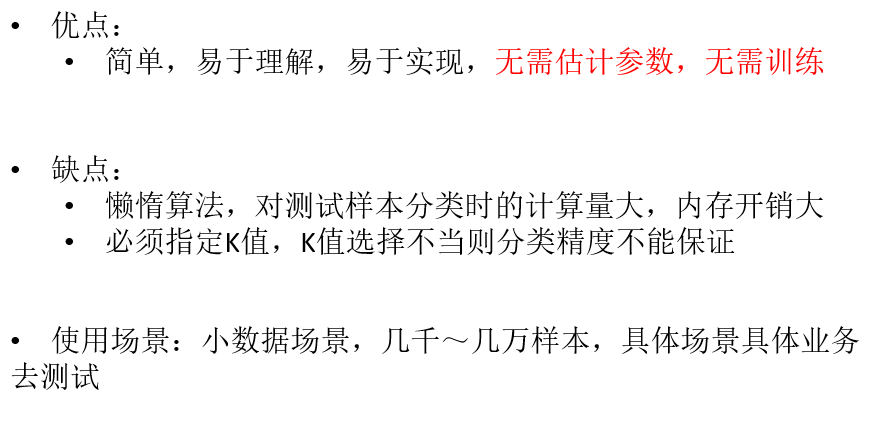 • 优点：
• 简单，易于理解，易于实现，无需估计参数，无需训练
• 缺点：
• 懒惰算法，对测试样本分类时的计算量大，内存开销大
• 必须指定K值，K值选择不当则分类精度不能保证
• 使用场景：小数据场景，几千～几万样本，具体场景具体业务
去测试